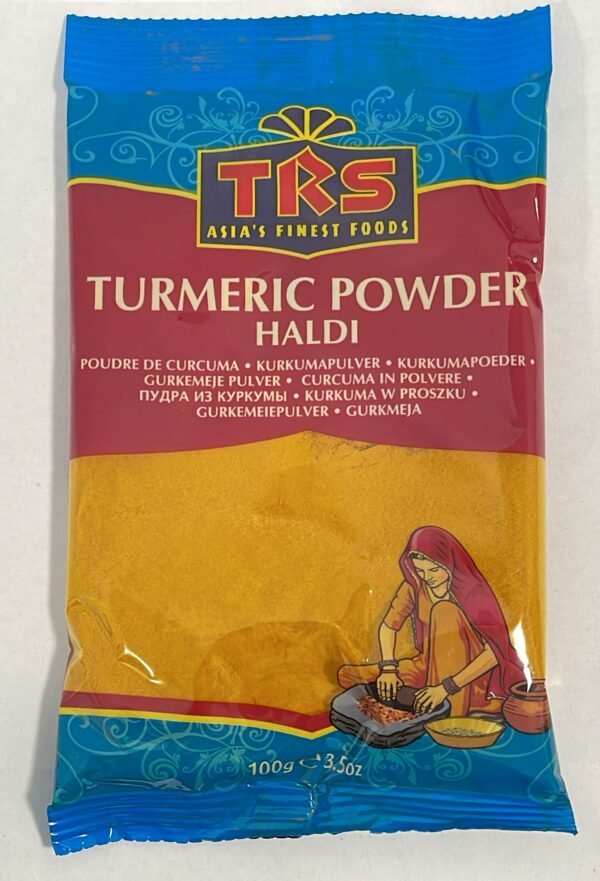 TRS
ASIA'S FINEST FOODS
TURMERIC POWDER
HALDI
POUDRE DE CURCUMA • KURKUMAPULVER • KURKUMAPOEDER •
GURKEMEJE PULVER • CURCUMA IN POLVERE •
ПУДРА ИЗ КУРКУМЫ • KURKUMA W PROSZKU •
GURKEMEIEPULVER • GURKMEJA
100g ℮ 3.5oz